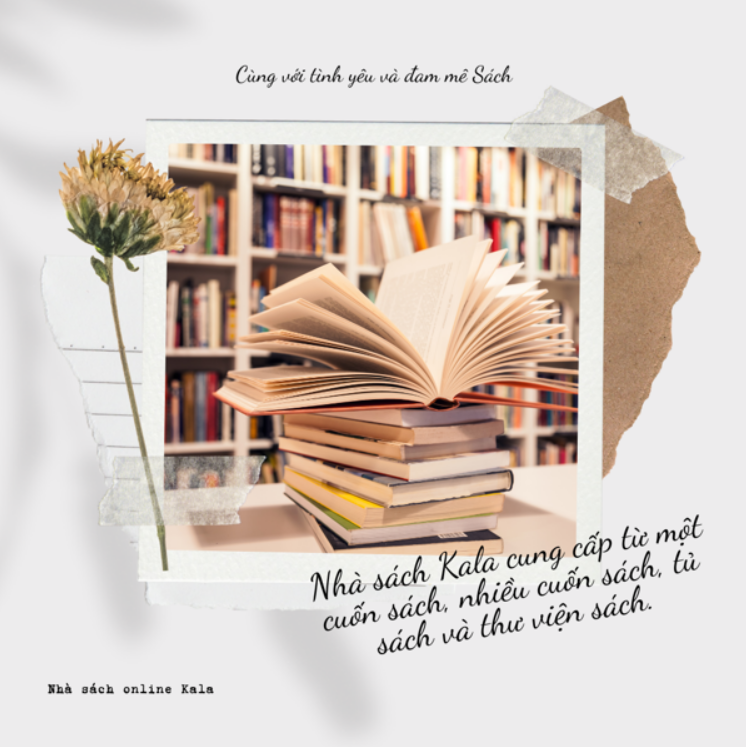 Cùng với tình yêu và đam mê Sách
Nhà sách Kala cung cấp từ một
cuốn sách, nhiều cuốn sách, tủ
sách và thư viện sách.
Nhà sách online Kala